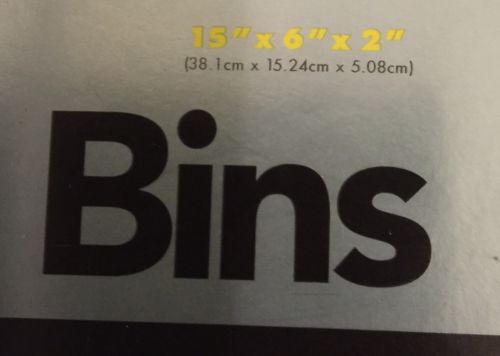 15" x 6" x 2"
(38.1cm x 15.24cm x 5.08cm)
Bins